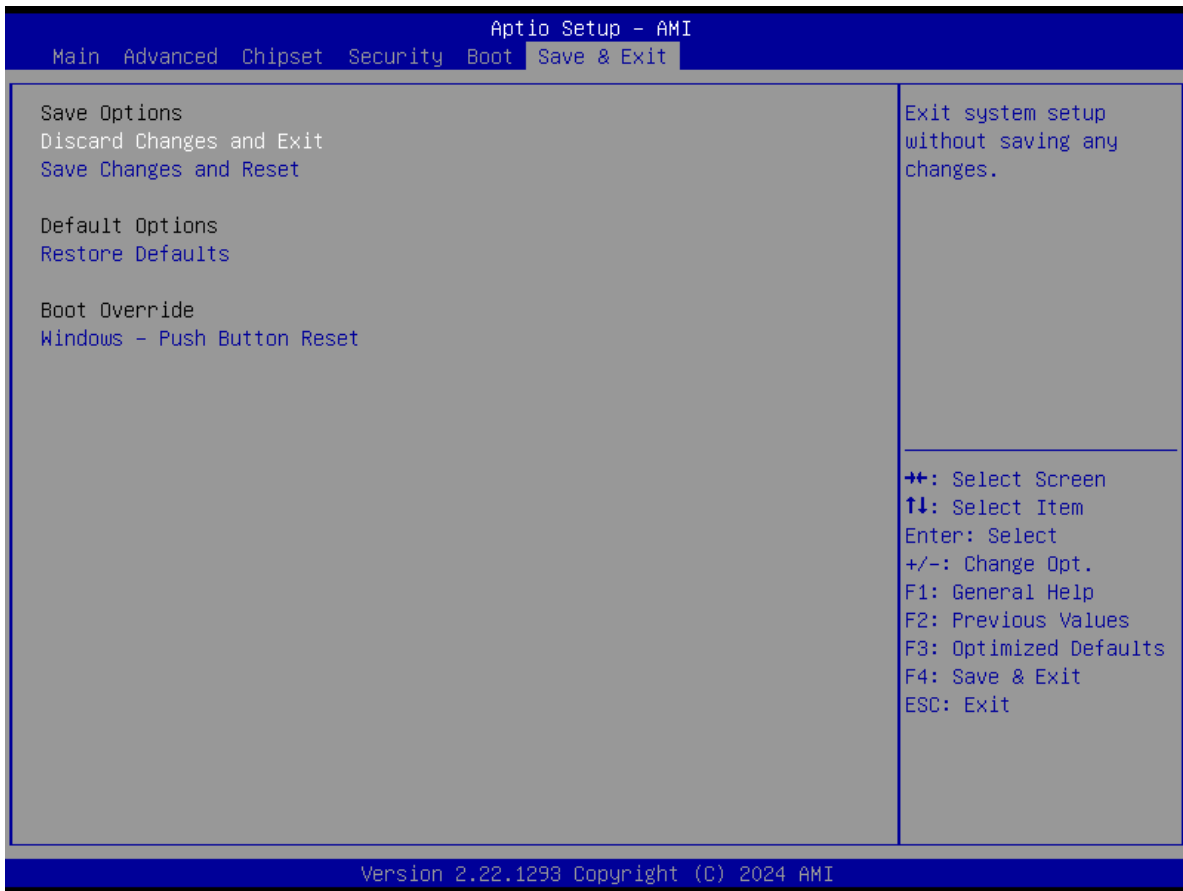 Aptio Setup – AMI
Main Advanced Chipset Security Boot Save & Exit
Save Options
Discard Changes and Exit
Save Changes and Reset
Default Options
Restore Defaults
Boot Override
Windows – Push Button Reset
Exit system setup
without saving any
changes.
→←: Select Screen
↑↓: Select Item
Enter: Select
+/-: Change Opt.
F1: General Help
F2: Previous Values
F3: Optimized Defaults
F4: Save & Exit
ESC: Exit
Version 2.22.1293 Copyright (C) 2024 AMI